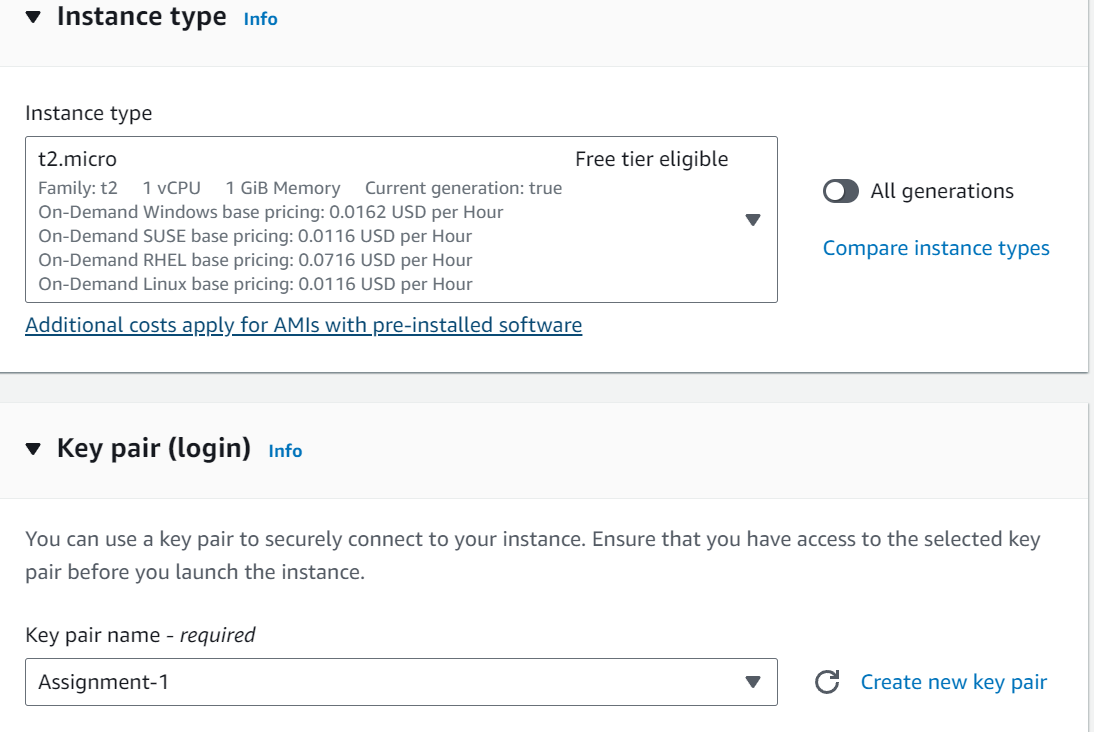 Instance type Info
Instance type
t2.micro Free tier eligible
Family: t2 1 vCPU 1 GiB Memory Current generation: true
On-Demand Windows base pricing: 0.0162 USD per Hour
On-Demand SUSE base pricing: 0.0116 USD per Hour
On-Demand RHEL base pricing: 0.0716 USD per Hour
On-Demand Linux base pricing: 0.0116 USD per Hour
All generations
Compare instance types
Additional costs apply for AMIs with pre-installed software
Key pair (login) Info
You can use a key pair to securely connect to your instance. Ensure that you have access to the selected key
pair before you launch the instance.
Key pair name - required
Assignment-1
Create new key pair